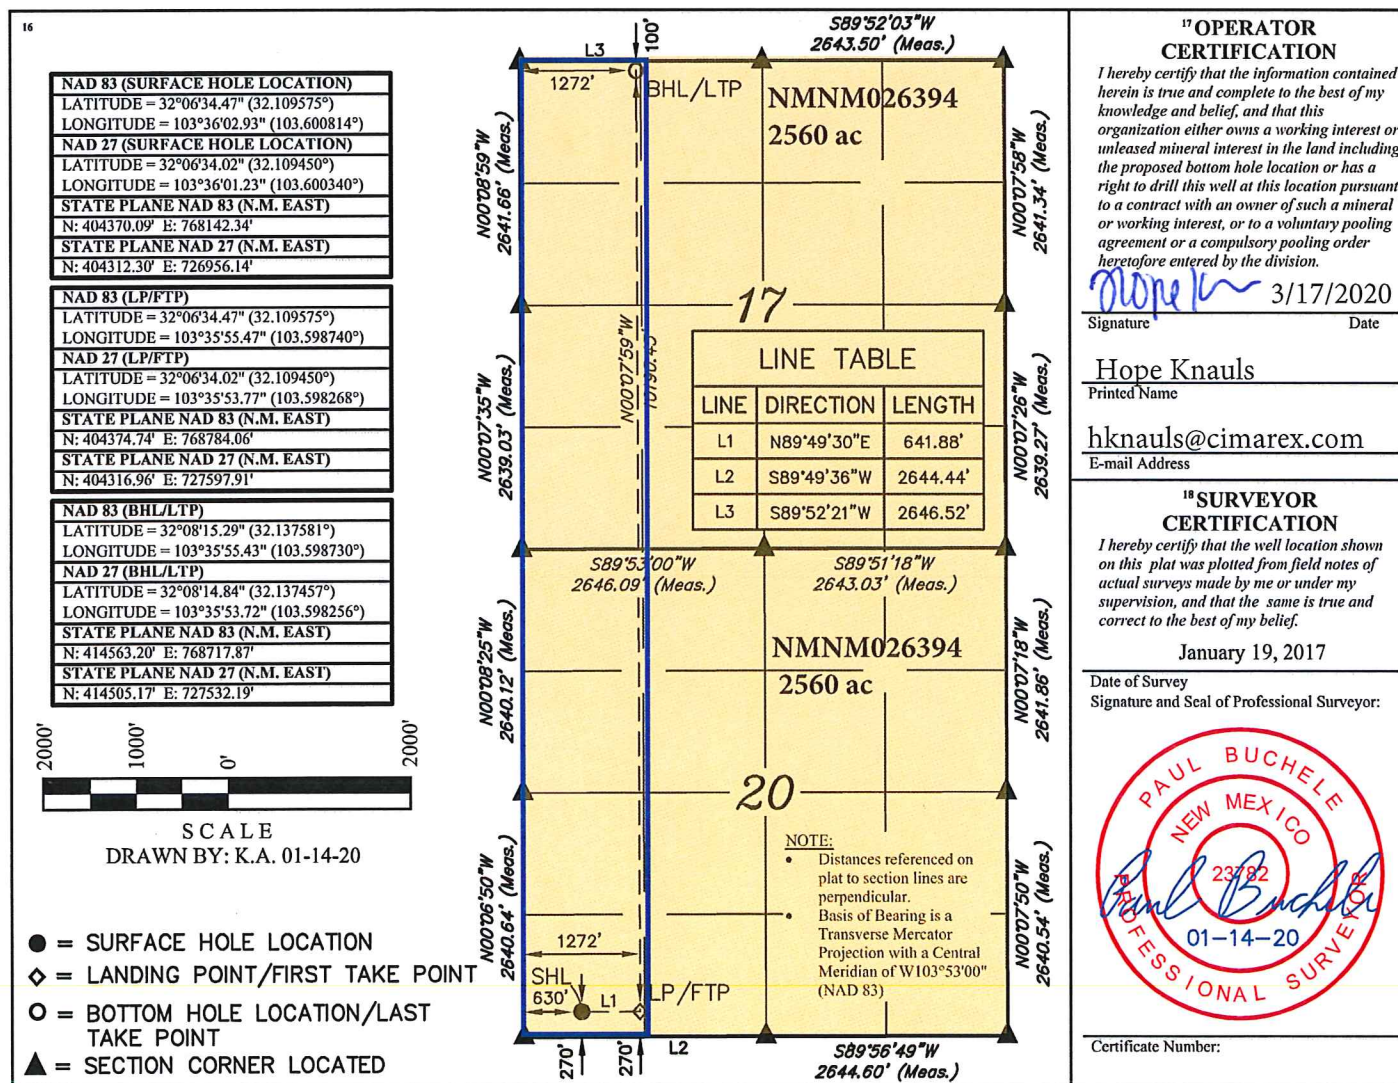 16
NAD 83 (SURFACE HOLE LOCATION)
LATITUDE = 32°06'34.47" (32.109575°)
LONGITUDE = 103°36'02.93" (103.600814°)
NAD 27 (SURFACE HOLE LOCATION)
LATITUDE = 32°06'34.02" (32.109450°)
LONGITUDE = 103°36'01.23" (103.600340°)
STATE PLANE NAD 83 (N.M. EAST)
N: 404370.09' E: 768142.34'
STATE PLANE NAD 27 (N.M. EAST)
N: 404312.30' E: 726956.14'
NAD 83 (LP/FTP)
LATITUDE = 32°06'34.47" (32.109575°)
LONGITUDE = 103°35'55.47" (103.598740°)
NAD 27 (LP/FTP)
LATITUDE = 32°06'34.02" (32.109450°)
LONGITUDE = 103°35'53.77" (103.598268°)
STATE PLANE NAD 83 (N.M. EAST)
N: 404374.74' E: 768784.06'
STATE PLANE NAD 27 (N.M. EAST)
N: 404316.96' E: 727597.91'
NAD 83 (BHL/LTP)
LATITUDE = 32°08'15.29" (32.137581°)
LONGITUDE = 103°35'55.43" (103.598730°)
NAD 27 (BHL/LTP)
LATITUDE = 32°08'14.84" (32.137457°)
LONGITUDE = 103°35'53.72" (103.598256°)
STATE PLANE NAD 83 (N.M. EAST)
N: 414563.20' E: 768717.87'
STATE PLANE NAD 27 (N.M. EAST)
N: 414505.17' E: 727532.19'
2000'
1000'
0'
2000'
SCALE
DRAWN BY: K.A. 01-14-20
= SURFACE HOLE LOCATION
= LANDING POINT/FIRST TAKE POINT
= BOTTOM HOLE LOCATION/LAST
TAKE POINT
= SECTION CORNER LOCATED
L3
100'
S89°52'03"W
2643.50' (Meas.)
1272'
BHL/LTP
NMNM026394
2560 ac
N00°08'59"W
2641.66' (Meas.)
N00°07'58"W
2641.34' (Meas.)
17
N00°07'59"W
10190.45'
LINE TABLE
LINE DIRECTION LENGTH
L1 N89°49'30"E 641.88'
L2 S89°49'36"W 2644.44'
L3 S89°52'21"W 2646.52'
N00°07'35"W
2639.03' (Meas.)
N00°07'26"W
2639.27' (Meas.)
S89°53'00"W
2646.09' (Meas.)
S89°51'18"W
2643.03' (Meas.)
NMNM026394
2560 ac
N00°08'25"W
2640.12' (Meas.)
N00°07'18"W
2641.86' (Meas.)
20
NOTE:
• Distances referenced on
plat to section lines are
perpendicular.
• Basis of Bearing is a
Transverse Mercator
Projection with a Central
Meridian of W103°53'00"
(NAD 83)
N00°06'50"W
2640.64' (Meas.)
N00°07'50"W
2640.54' (Meas.)
1272'
SHL
630'
L1
LP/FTP
270'
270'
L2
S89°56'49"W
2644.60' (Meas.)
17 OPERATOR
CERTIFICATION
I hereby certify that the information contained
herein is true and complete to the best of my
knowledge and belief, and that this
organization either owns a working interest or
unleased mineral interest in the land including
the proposed bottom hole location or has a
right to drill this well at this location pursuant
to a contract with an owner of such a mineral
or working interest, or to a voluntary pooling
agreement or a compulsory pooling order
heretofore entered by the division.
3/17/2020
Signature Date
Hope Knauls
Printed Name
hknauls@cimarex.com
E-mail Address
18 SURVEYOR
CERTIFICATION
I hereby certify that the well location shown
on this plat was plotted from field notes of
actual surveys made by me or under my
supervision, and that the same is true and
correct to the best of my belief.
January 19, 2017
Date of Survey
Signature and Seal of Professional Surveyor:
PAUL BUCHELE
NEW MEXICO
23782
Paul Buchele
01-14-20
PROFESSIONAL SURVEYOR
Certificate Number: